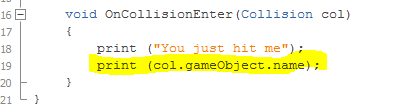 15
16 void OnCollisionEnter(Collision col)
17 {
18 print ("You just hit me");
19 print (col.gameObject.name);
20 }
21 }